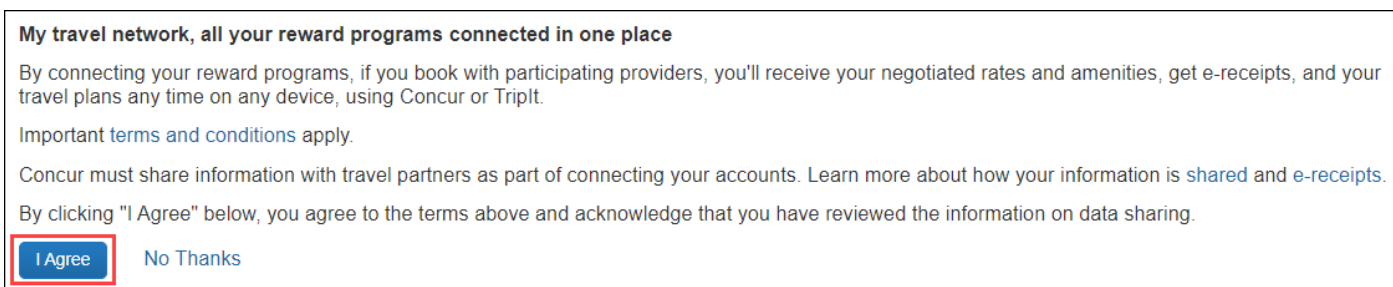 My travel network, all your reward programs connected in one place
By connecting your reward programs, if you book with participating providers, you'll receive your negotiated rates and amenities, get e-receipts, and your
travel plans any time on any device, using Concur or TripIt.
Important terms and conditions apply.
Concur must share information with travel partners as part of connecting your accounts. Learn more about how your information is shared and e-receipts.
By clicking "I Agree" below, you agree to the terms above and acknowledge that you have reviewed the information on data sharing.
I Agree No Thanks